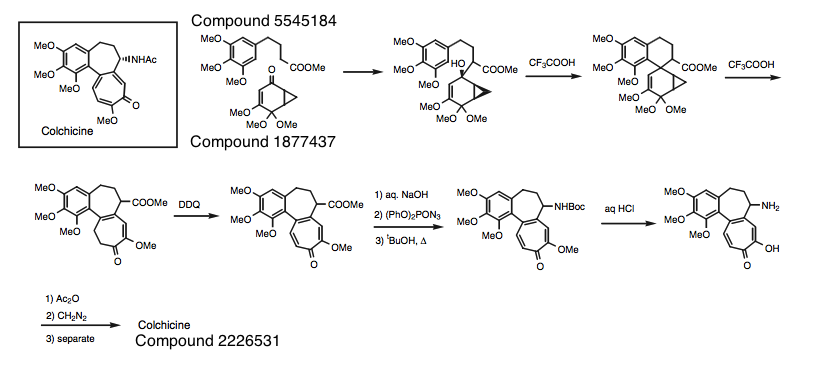 Compound 5545184
MeO
MeO
MeO
NHAc
O
MeO
Colchicine
MeO
MeO
MeO
COOMe
O
MeO
MeO OMe
Compound 1877437
MeO
MeO
MeO
HO
COOMe
MeO
MeO OMe
CF₃COOH
MeO
MeO
MeO
COOMe
MeO
MeO OMe
CF₃COOH
MeO
MeO
MeO
COOMe
OMe
O
DDQ
MeO
MeO
MeO
COOMe
OMe
O
1) aq. NaOH
2) (PhO)₂PON₃
3) ᵗBuOH, Δ
MeO
MeO
MeO
NHBoc
OMe
O
aq HCl
MeO
MeO
MeO
NH₂
OH
O
1) Ac₂O
2) CH₂N₂
3) separate
Colchicine
Compound 2226531